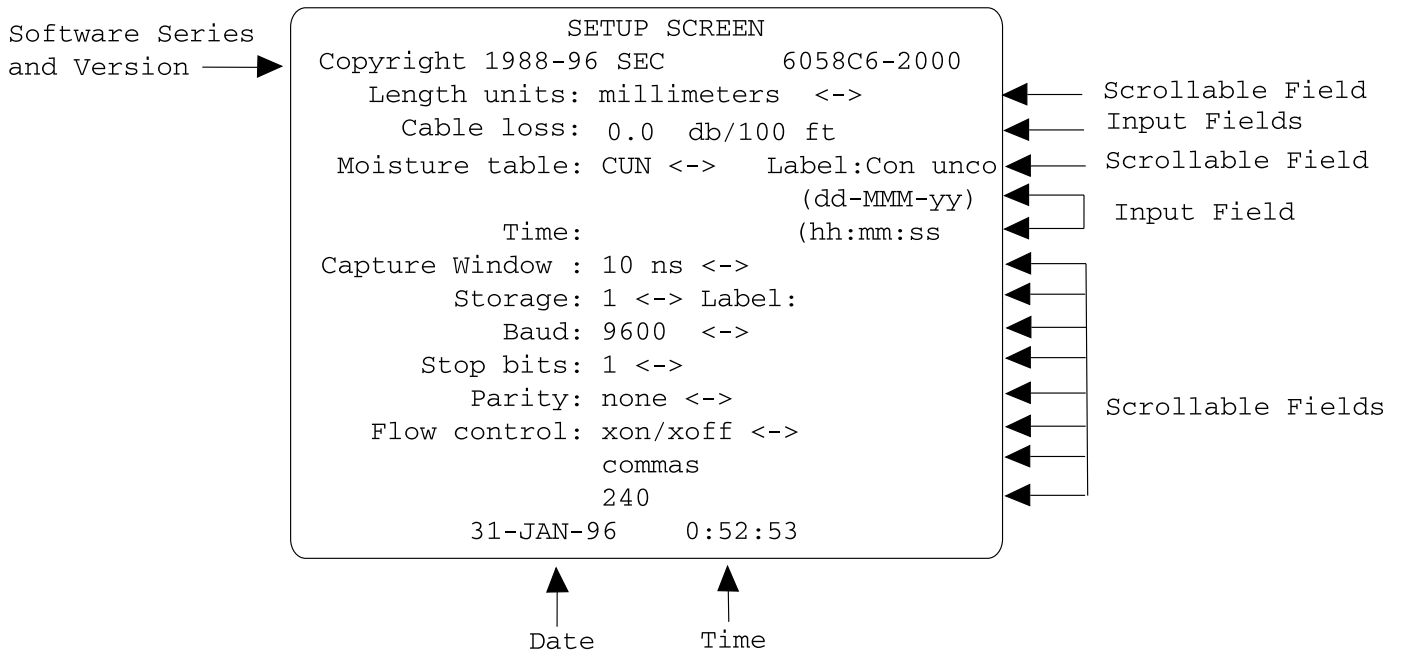 Software Series
and Version
SETUP SCREEN
Copyright 1988-96 SEC 6058C6-2000
Length units: millimeters <->
Cable loss: 0.0 db/100 ft
Moisture table: CUN <-> Label:Con unco
(dd-MMM-yy)
Time: (hh:mm:ss
Capture Window : 10 ns <->
Storage: 1 <-> Label:
Baud: 9600 <->
Stop bits: 1 <->
Parity: none <->
Flow control: xon/xoff <->
commas
240
31-JAN-96 0:52:53
Scrollable Field
Input Fields
Scrollable Field
Input Field
Scrollable Fields
Date
Time